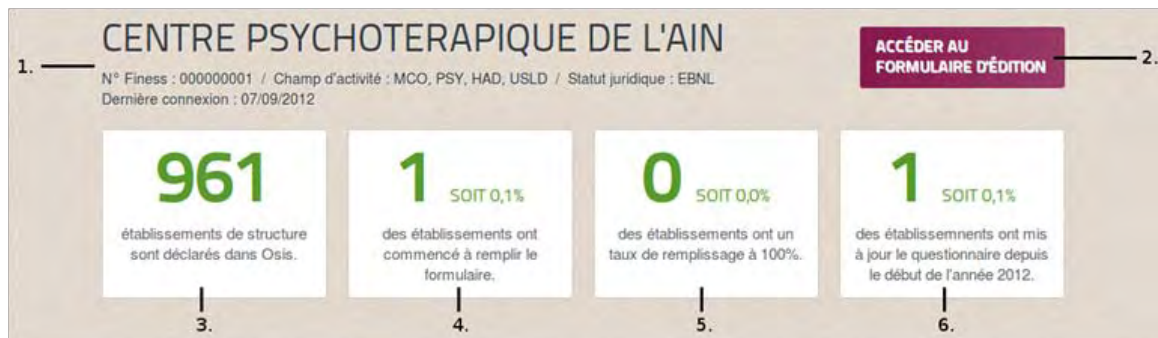 CENTRE PSYCHOTERAPIQUE DE L'AIN
1.
N° Finess : 000000001 / Champ d'activité : MCO, PSY, HAD, USLD / Statut juridique : EBNL
Dernière connexion : 07/09/2012
ACCÉDER AU
FORMULAIRE D'ÉDITION
2.
961
établissements de structure
sont déclarés dans Osis.
3.
1 SOIT 0,1%
des établissements ont
commencé à remplir le
formulaire.
4.
0 SOIT 0,0%
des établissements ont un
taux de remplissage à 100%.
5.
1 SOIT 0,1%
des établissemnents ont mis
à jour le questionnaire depuis
le début de l'année 2012.
6.